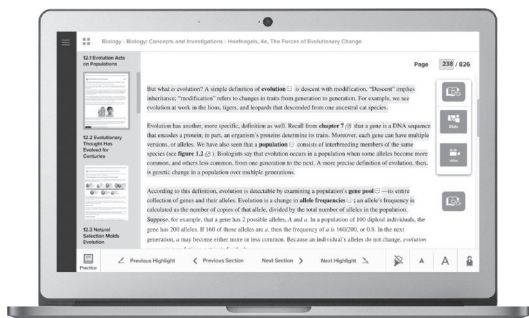 Biology - Biology: Concepts and Investigations - Hoefnagels, 4e, The Forces of Evolutionary Change
12.1 Evolution Acts
on Populations
12.2 Evolutionary
Thought Has
Evolved for
Centuries
12.3 Natural
Selection Molds
Evolution
Page 238 / 826
But what is evolution? A simple definition of evolution is descent with modification. "Descent" implies
inheritance; "modification" refers to changes in traits from generation to generation. For example, we see
evolution at work in the lions, tigers, and leopards that descended from one ancestral cat species.
Evolution has another, more specific, definition as well. Recall from chapter 7 that a gene is a DNA sequence
that encodes a protein; in part, an organism's proteins determine its traits. Moreover, each gene can have multiple
versions, or alleles. We have also seen that a population consists of interbreeding members of the same
species (see figure 1.2). Biologists say that evolution occurs in a population when some alleles become more
common, and others less common, from one generation to the next. A more precise definition of evolution, then,
is genetic change in a population over multiple generations.
According to this definition, evolution is detectable by examining a population's gene pool —its entire
collection of genes and their alleles. Evolution is a change in allele frequencies ; an allele's frequency is
calculated as the number of copies of that allele, divided by the total number of alleles in the population.
Suppose, for example, that a gene has 2 possible alleles, A and a. In a population of 100 diploid individuals, the
gene has 200 alleles. If 160 of those alleles are a, then the frequency of a is 160/200, or 0.8. In the next
generation, a may become either more or less common. Because an individual's alleles do not change, evolution
Slide
Practice
Previous Highlight
Previous Section
Next Section
Next Highlight
A
A